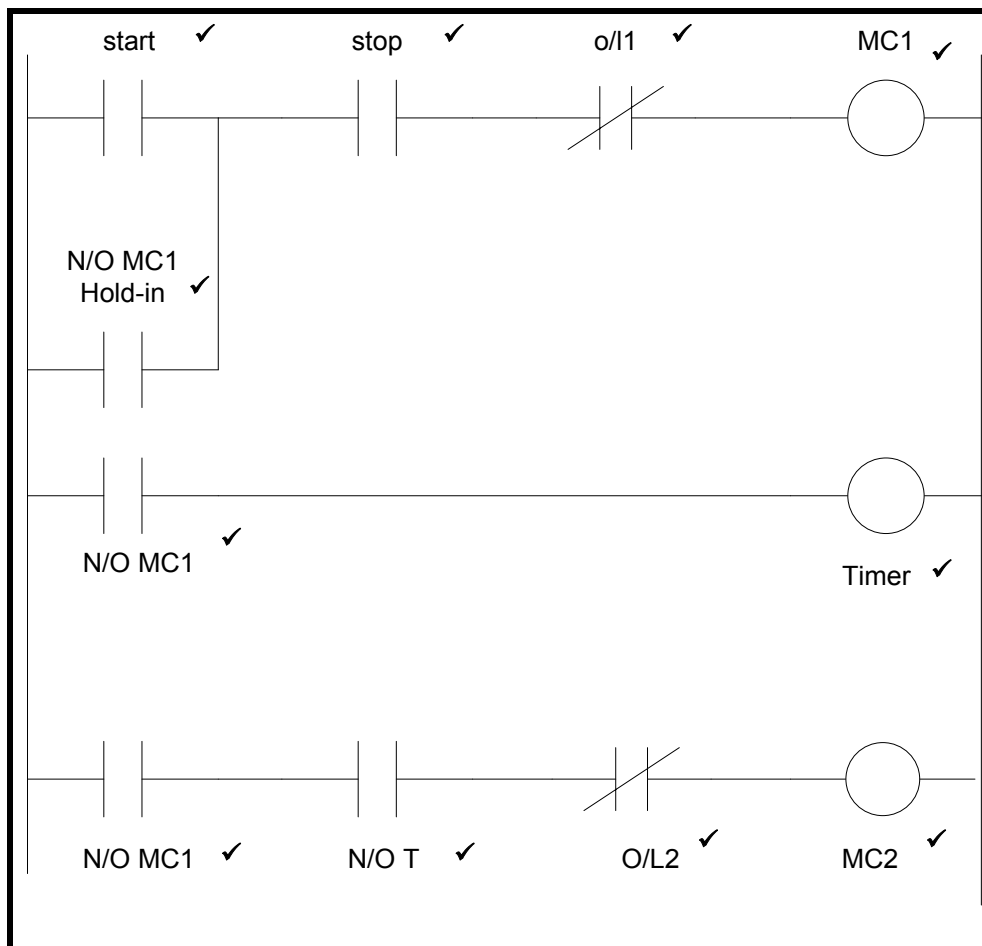 start ✓ stop ✓ o/l1 ✓ MC1 ✓
N/O MC1
Hold-in ✓
N/O MC1 ✓
Timer ✓
N/O MC1 ✓ N/O T ✓ O/L2 ✓ MC2 ✓